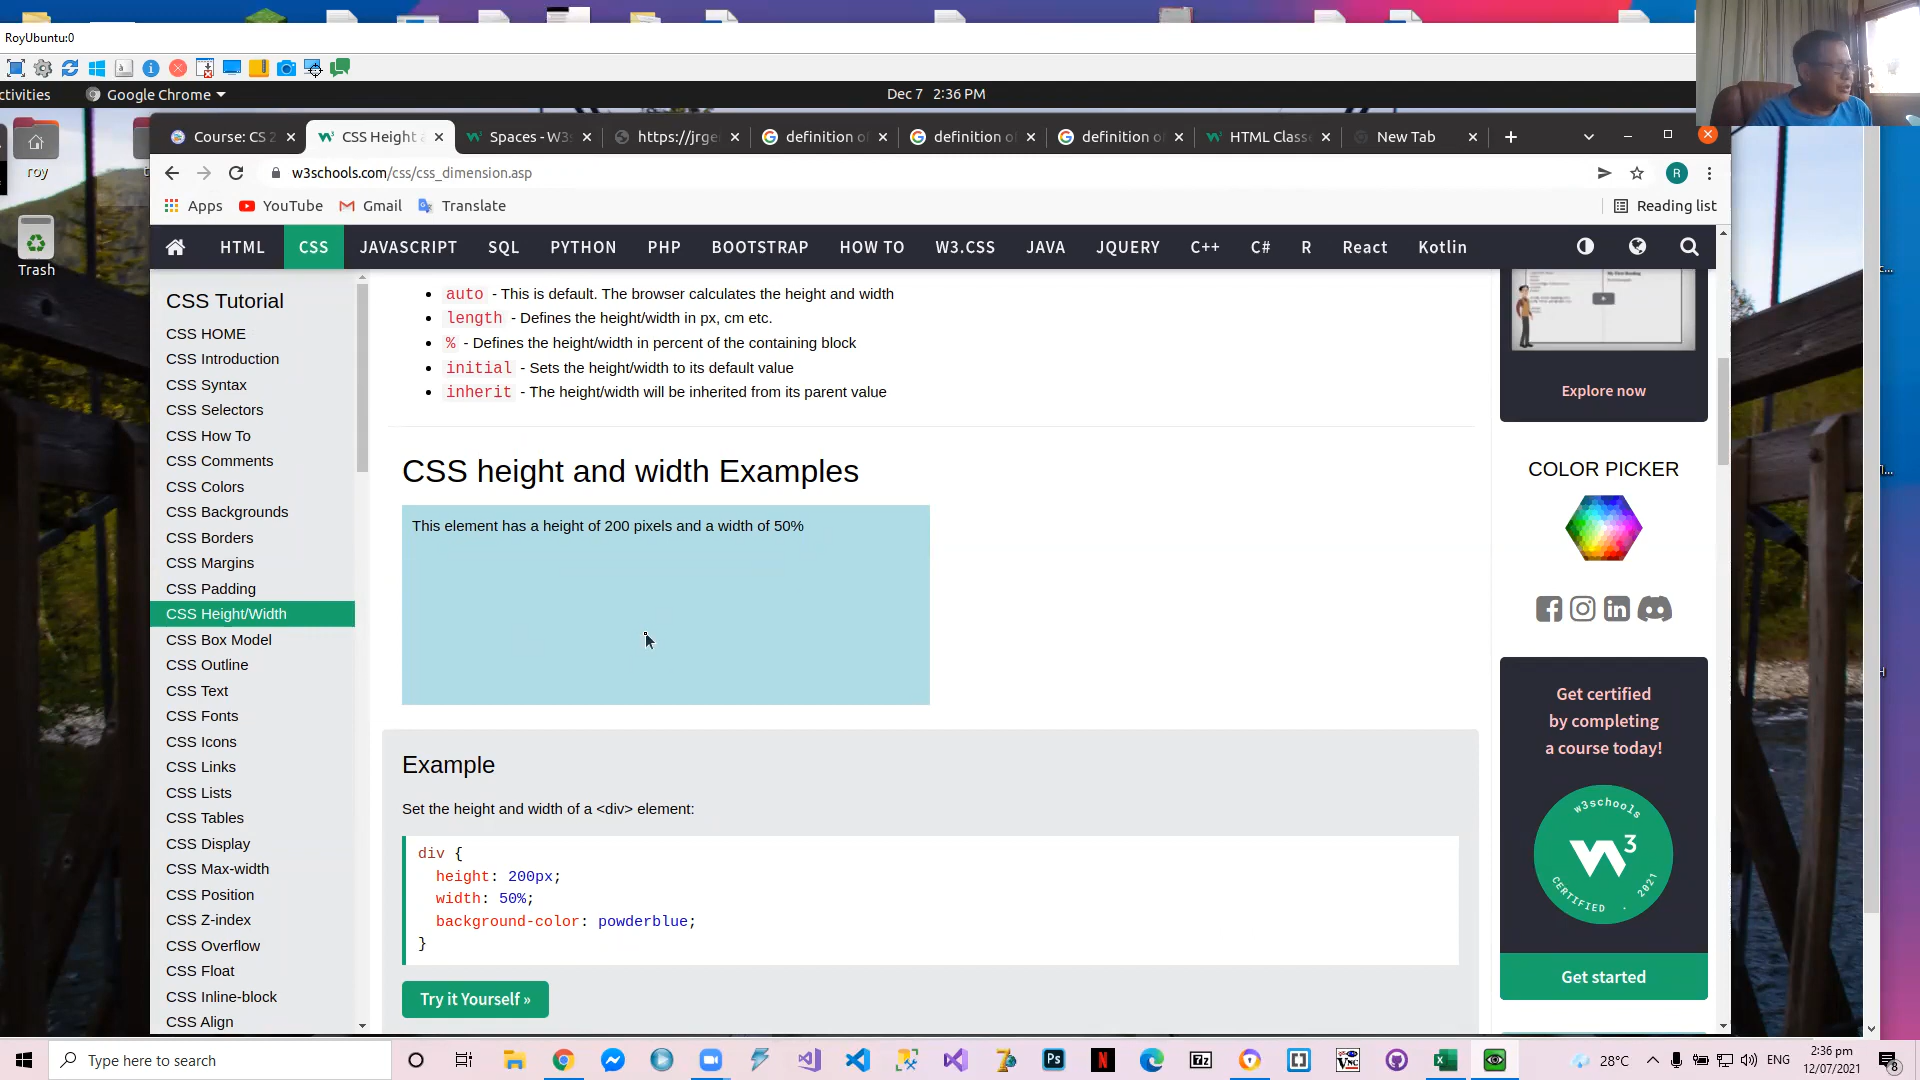 RoyUbuntu:0
ctivities
Google Chrome
Dec 7 2:36 PM
roy
Trash
Course: CS 2
CSS Height a
Spaces - W3
https://jrge
definition o
definition o
definition o
HTML Classe
New Tab
w3schools.com/css/css_dimension.asp
R
Apps
YouTube
Gmail
Translate
Reading list
HTML
CSS
JAVASCRIPT
SQL
PYTHON
PHP
BOOTSTRAP
HOW TO
W3.CSS
JAVA
JQUERY
C++
C#
R
React
Kotlin
CSS Tutorial
CSS HOME
CSS Introduction
CSS Syntax
CSS Selectors
CSS How To
CSS Comments
CSS Colors
CSS Backgrounds
CSS Borders
CSS Margins
CSS Padding
CSS Height/Width
CSS Box Model
CSS Outline
CSS Text
CSS Fonts
CSS Icons
CSS Links
CSS Lists
CSS Tables
CSS Display
CSS Max-width
CSS Position
CSS Z-index
CSS Overflow
CSS Float
CSS Inline-block
CSS Align
auto - This is default. The browser calculates the height and width
length - Defines the height/width in px, cm etc.
% - Defines the height/width in percent of the containing block
initial - Sets the height/width to its default value
inherit - The height/width will be inherited from its parent value
CSS height and width Examples
This element has a height of 200 pixels and a width of 50%
Example
Set the height and width of a <div> element:
div {
height: 200px;
width: 50%;
background-color: powderblue;
}
Try it Yourself »
Explore now
COLOR PICKER
Get certified
by completing
a course today!
w3schools
3
CERTIFIED . 2021
Get started
Type here to search
Ps
N
7z
28°C
ENG
2:36 pm
12/07/2021
8